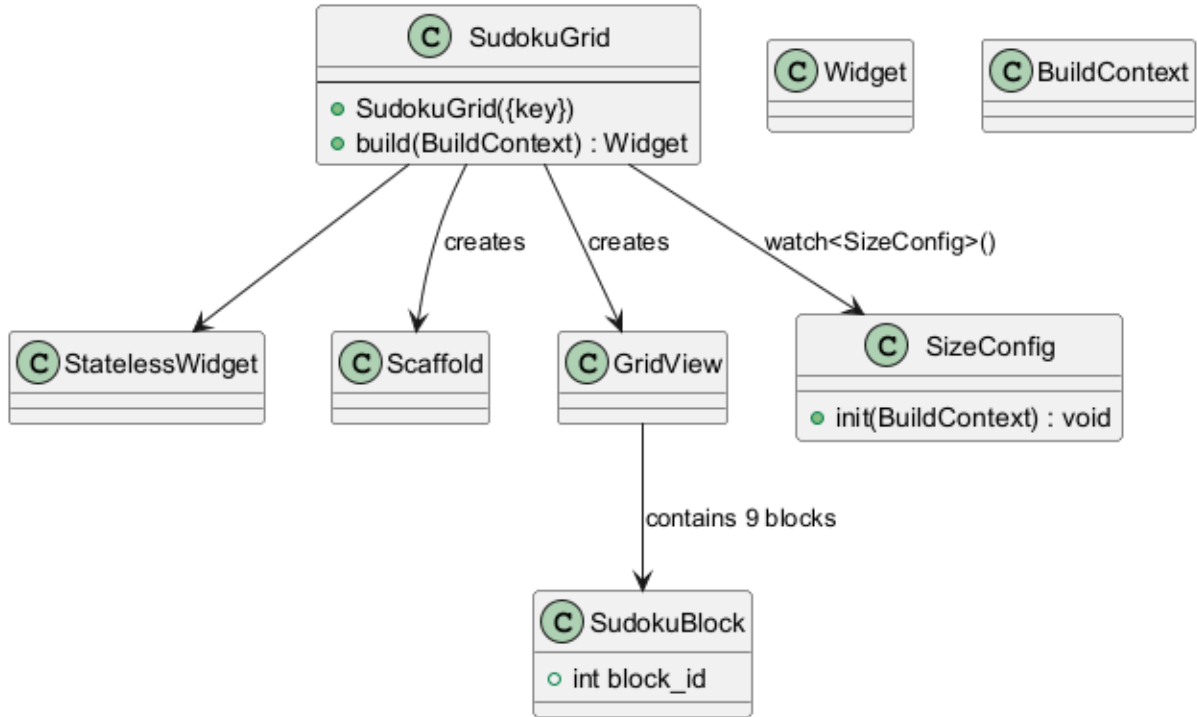 C SudokuGrid
SudokuGrid({key})
build(BuildContext) : Widget
C Widget
C BuildContext
creates
creates
watch<SizeConfig>()
C StatelessWidget
C Scaffold
C GridView
C SizeConfig
init(BuildContext) : void
contains 9 blocks
C SudokuBlock
int block_id